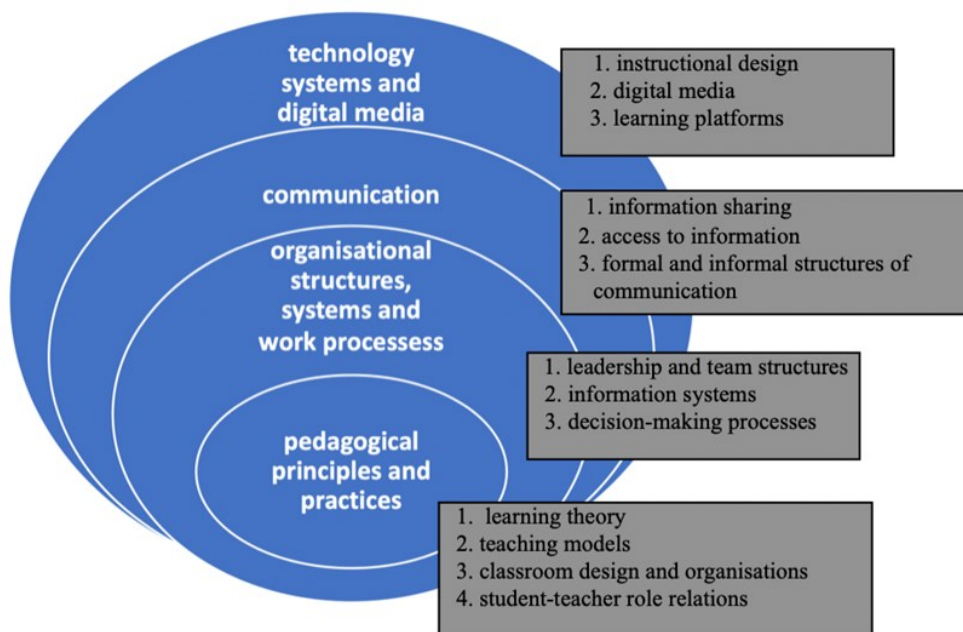 technology
systems and
digital media
1. instructional design
2. digital media
3. learning platforms
communication
1. information sharing
2. access to information
3. formal and informal structures of
communication
organisational
structures,
systems and
work processess
1. leadership and team structures
2. information systems
3. decision-making processes
pedagogical
principles and
practices
1. learning theory
2. teaching models
3. classroom design and organisations
4. student-teacher role relations